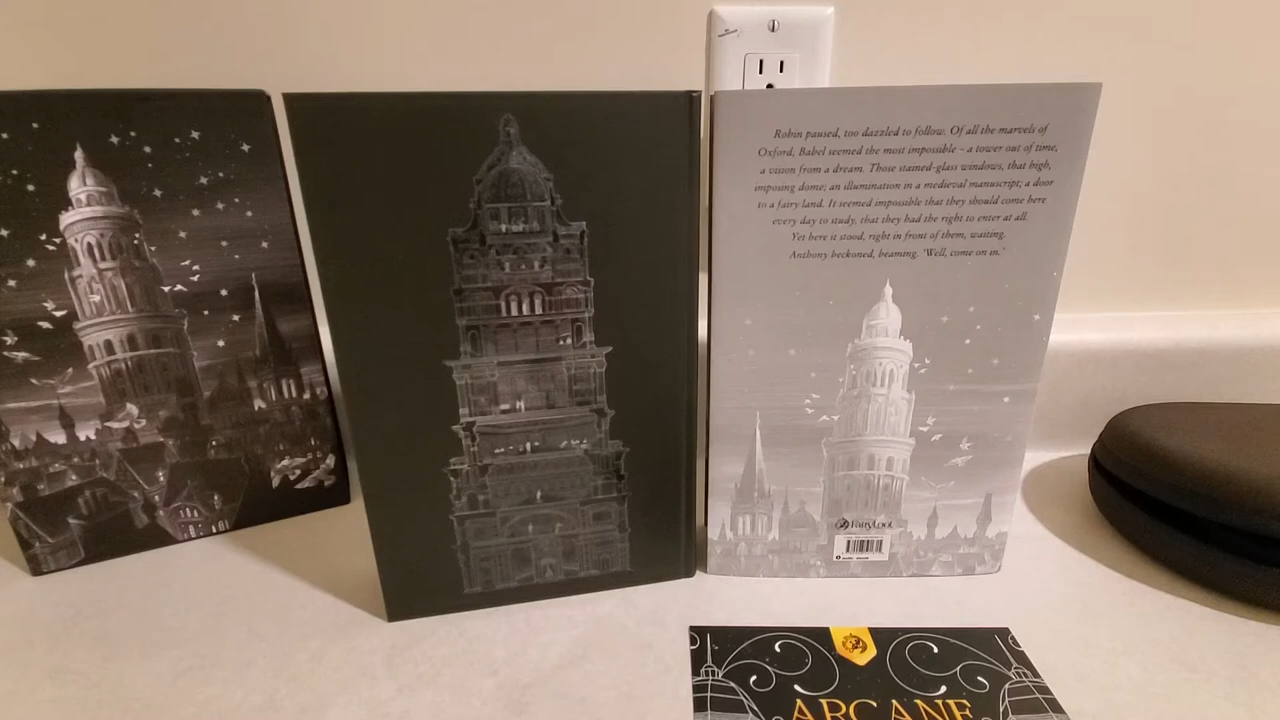 Robin paused, too dazzled to follow. Of all the marvels of
Oxford, Babel seemed the most impossible – a tower out of time,
a vision from a dream. Those stained-glass windows, that high,
imposing dome; an illumination in a medieval manuscript; a door
to a fairy land. It seemed impossible that they should come here
every day to study, that they had the right to enter at all.
Yet here it stood, right in front of them, waiting.
Anthony beckoned, beaming. ‘Well, come on in.’
FairyLoot
ARCANE